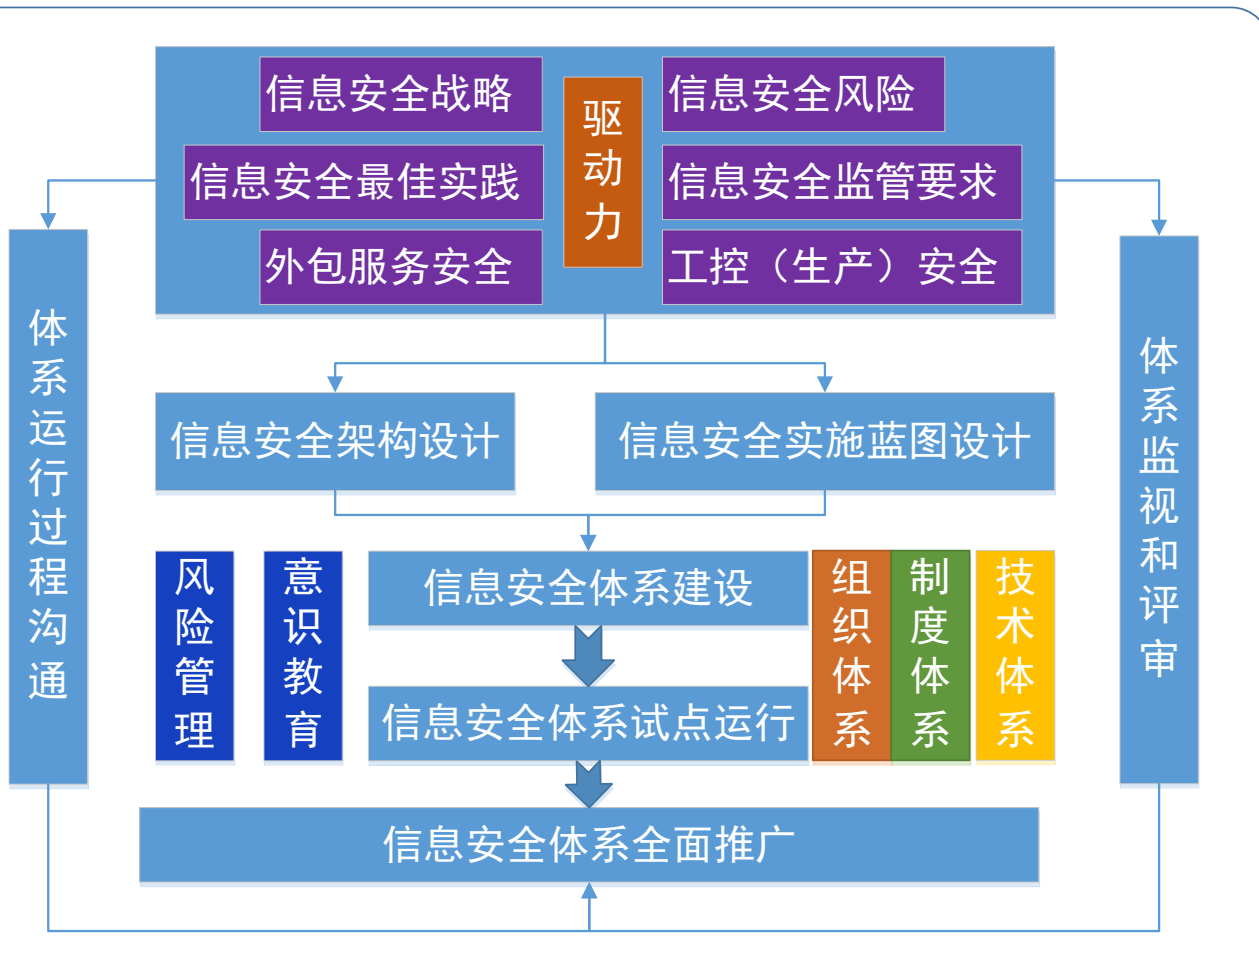 信息安全战略
驱动力
信息安全风险
信息安全最佳实践
信息安全监管要求
外包服务安全
工控（生产）安全
体系运行过程沟通
体系监视和评审
信息安全架构设计
信息安全实施蓝图设计
风险管理
意识教育
信息安全体系建设
组织体系
制度体系
技术体系
信息安全体系试点运行
信息安全体系全面推广